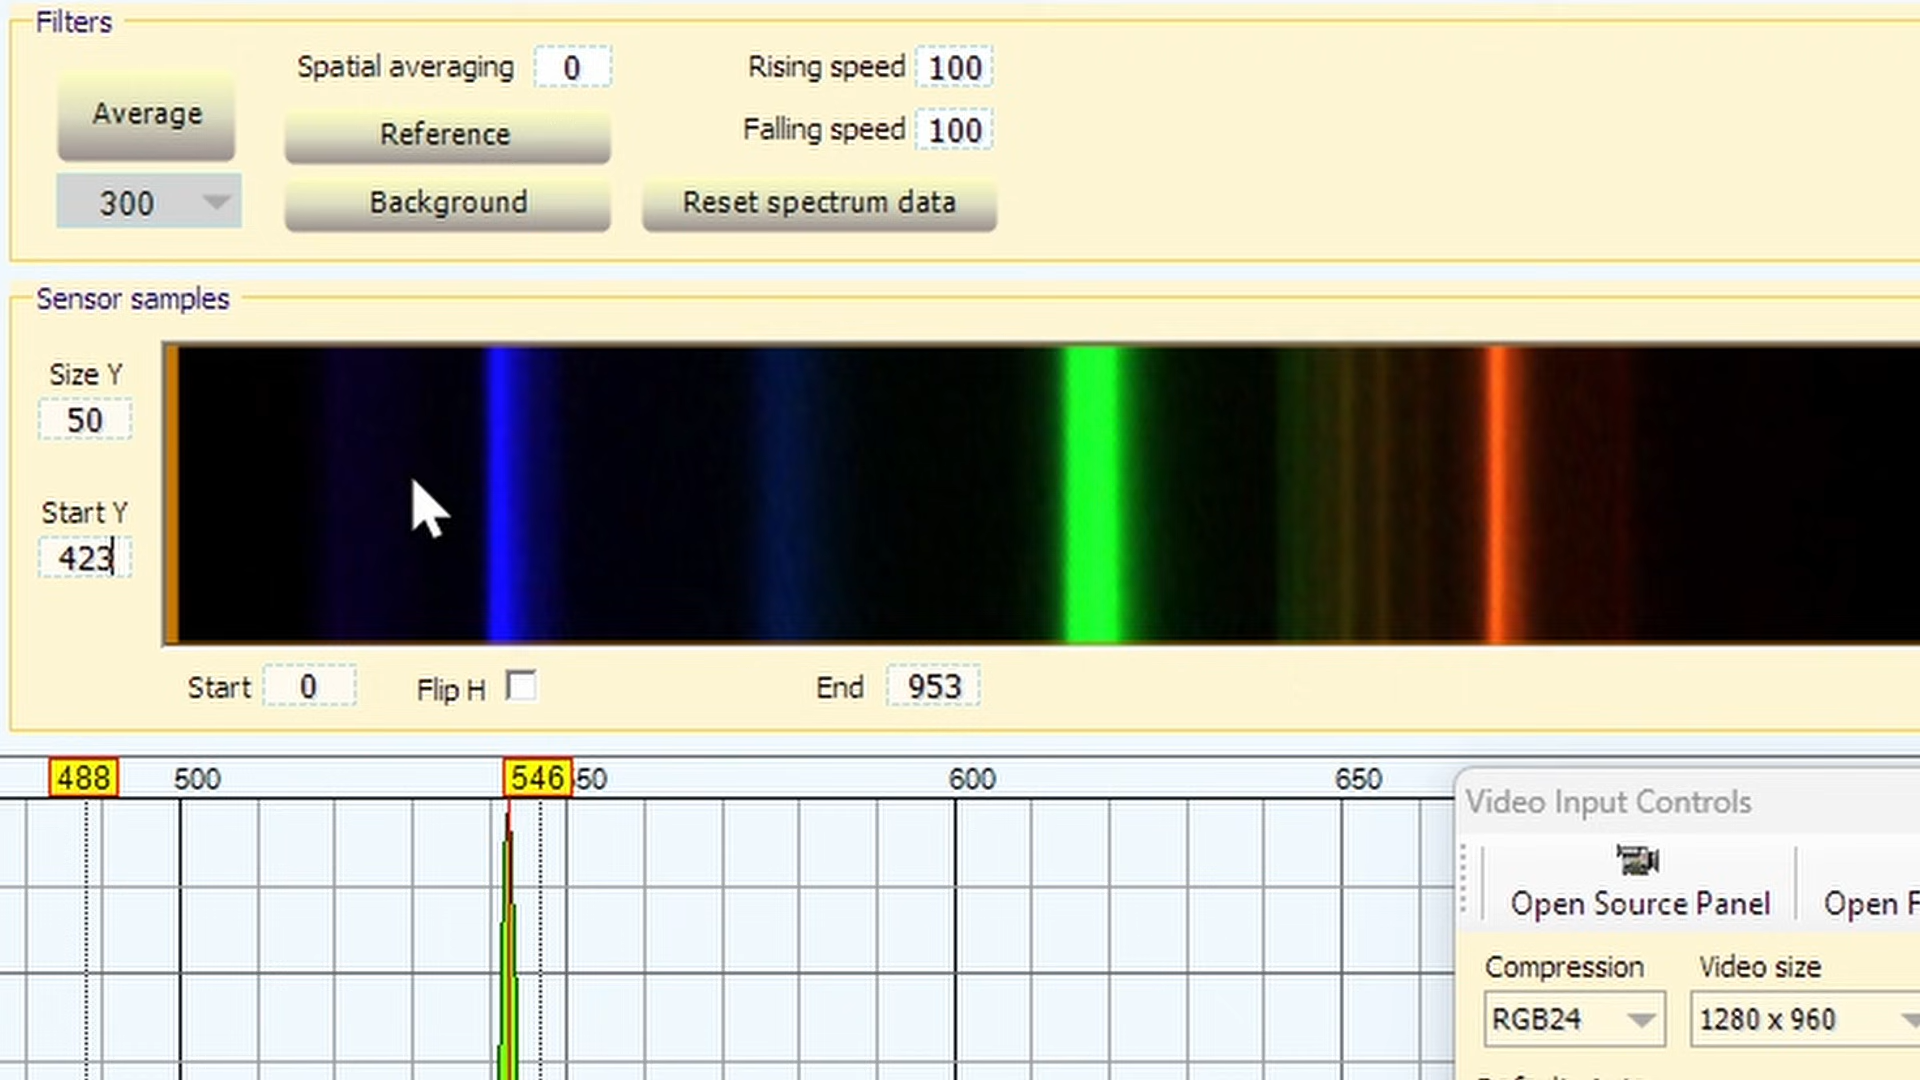 Filters
Spatial averaging 0
Rising speed 100
Average
Falling speed 100
Reference
300
Background
Reset spectrum data
Sensor samples
Size Y
50
Start Y
423
Start 0
Flip H
End 953
488
500
546
50
600
650
Video Input Controls
Open Source Panel
Open F
Compression
Video size
RGB24
1280 x 960